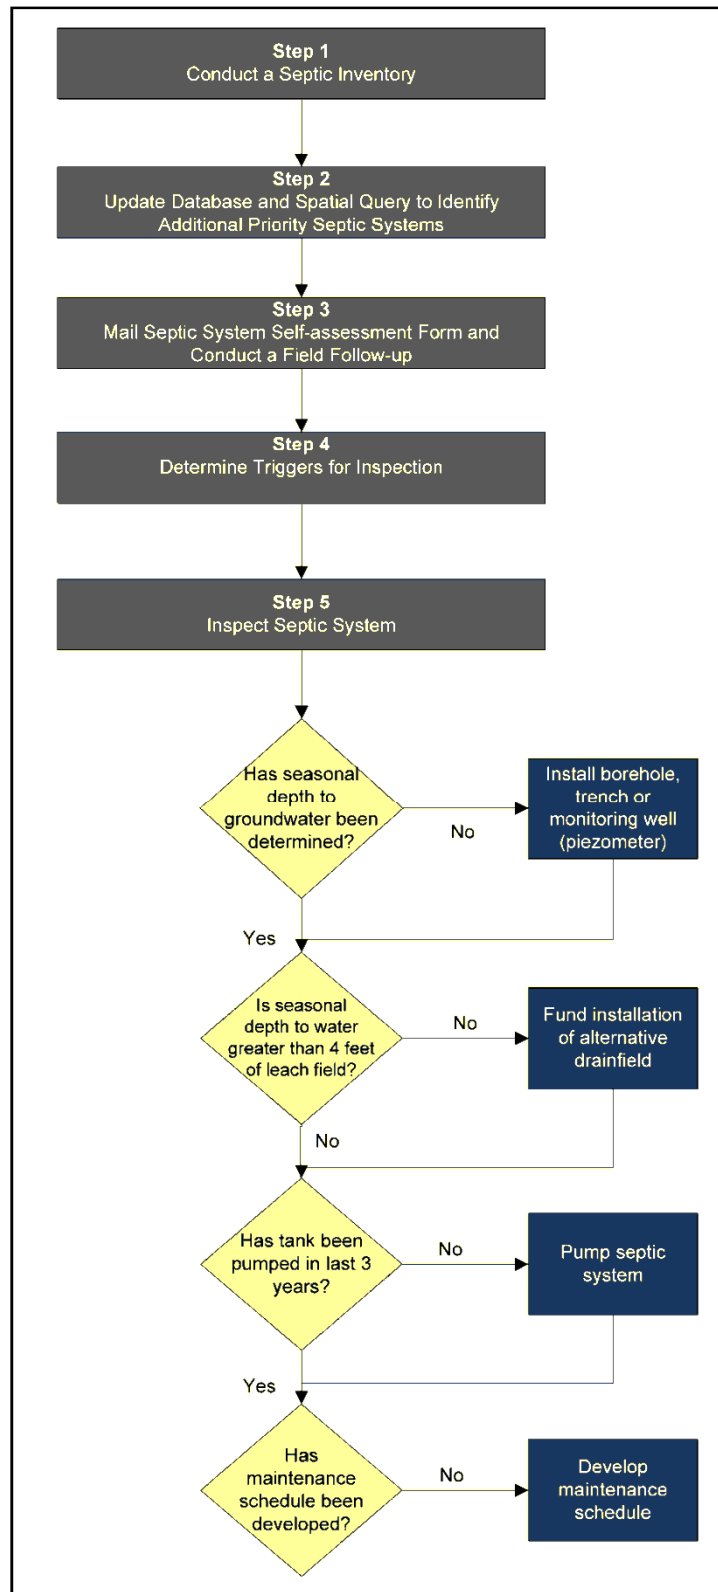 Step 1
Conduct a Septic Inventory
Step 2
Update Database and Spatial Query to Identify
Additional Priority Septic Systems
Step 3
Mail Septic System Self-assessment Form and
Conduct a Field Follow-up
Step 4
Determine Triggers for Inspection
Step 5
Inspect Septic System
Has seasonal
depth to
groundwater been
determined?
No
Install borehole,
trench or
monitoring well
(piezometer)
Yes
Is seasonal
depth to water
greater than 4 feet
of leach field?
No
Fund installation
of alternative
drainfield
No
Has tank been
pumped in last 3
years?
No
Pump septic
system
Yes
Has
maintenance
schedule been
developed?
No
Develop
maintenance
schedule